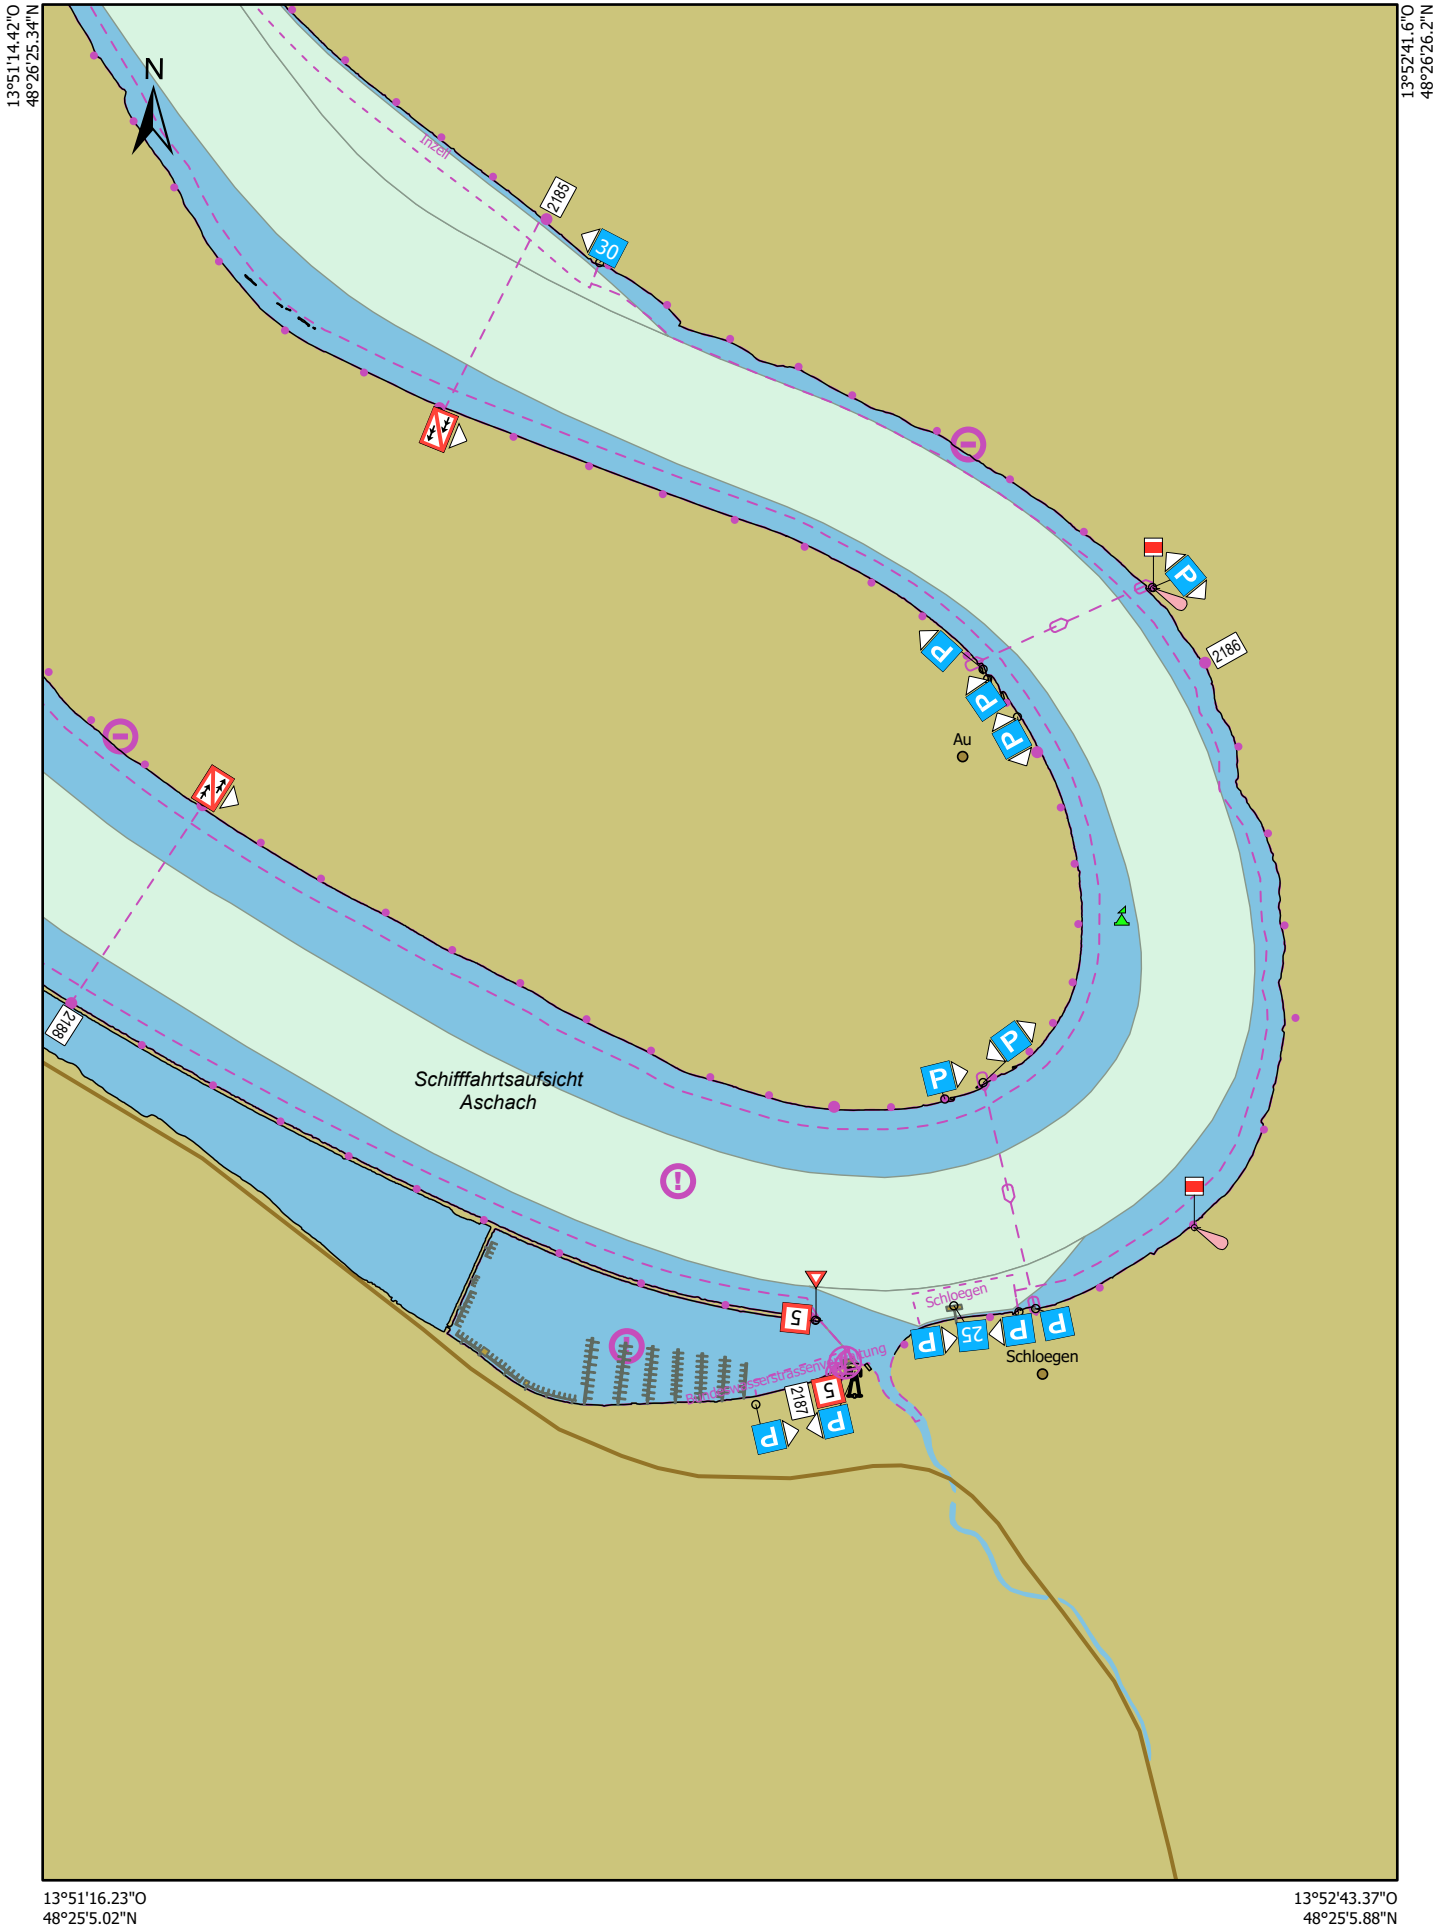 13°51'14.42"O
48°26'25.34"N
13°52'41.6"O
48°26'26.2"N
N
Inzell
2185
30
P
2186
P
P
P
Au
2188
P
P
Schifffahrtsaufsicht
Aschach
Schloegen
5
P
25
P
P
Schloegen
Bundeswasserstrassenverwaltung
2187
5
P
P
13°51'16.23"O
48°25'5.02"N
13°52'43.37"O
48°25'5.88"N